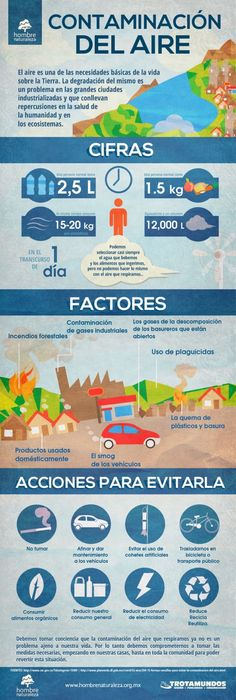 hombre
naturaleza
CONTAMINACIÓN
DEL AIRE
El aire es una de las necesidades básicas de la vida
sobre la Tierra. La degradación del mismo es
un problema en las grandes ciudades
industrializadas y que conllevan
repercusiones en la salud de
la humanidad y en
los ecosistemas.
CIFRAS
2,5 L
1.5 kg
15-20 kg
12,000 L
EN EL
TRANSCURSO
DE
1
día
Podemos
seleccionar casi siempre
el agua que bebemos
y los alimentos que ingerimos,
pero no podemos hacer lo mismo
con el aire que respiramos..
FACTORES
Incendios forestales
Contaminación
de gases industriales
Los gases de la descomposición
de los basureros que están
abiertos
Uso de plaguicidas
La quema de
plásticos y basura
Productos usados
domésticamente
El smog
de los vehículos
ACCIONES PARA EVITARLA
No fumar
Afinar y dar
mantenimiento
a los vehículos
Evitar el uso de
cohetes artificiales
Trasladarnos en
bicicleta o
transporte público
Consumir
alimentos orgánicos
Reducir nuestro
consumo general
Reducir el consumo
de electricidad
Reduce
Recicla
Reutiliza
Debemos tomar conciencia que la contaminación del aire que respiramos ya no es un
problema ajeno a nuestra vida. Por lo tanto debemos comprometernos a tomar las
medidas necesarias, empezando en nuestras casas, hasta en toda la comunidad para poder
revertir esta situación.
hombre
naturaleza
www.hombrenaturaleza.org.mx
TROTAMUNDOS